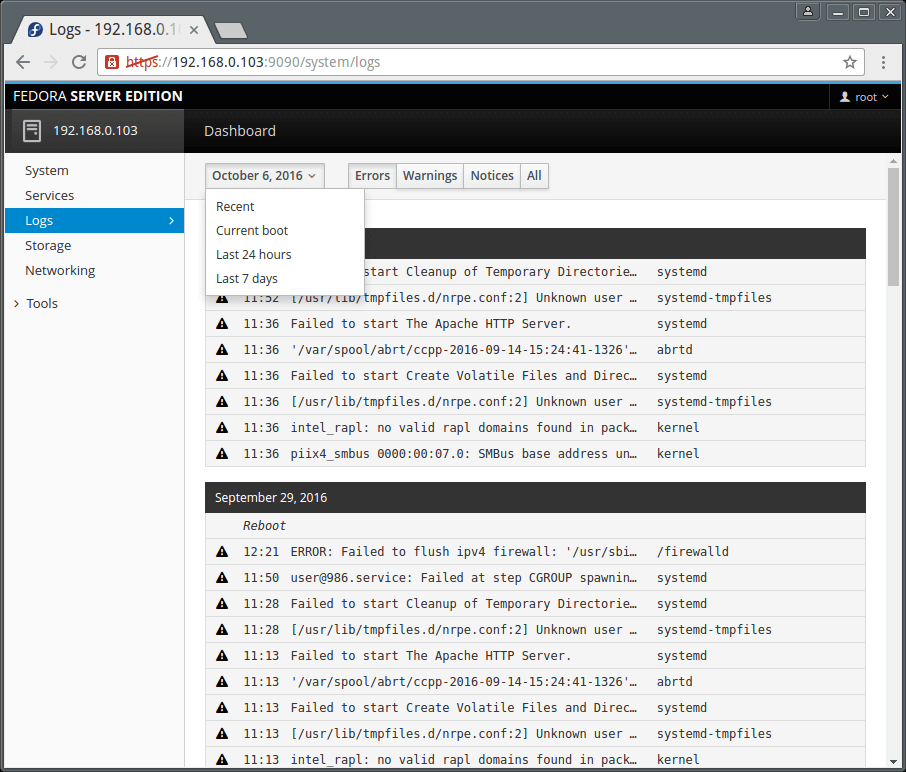 Logs - 192.168.0.10
https://192.168.0.103:9090/system/logs
FEDORA SERVER EDITION
root
192.168.0.103
Dashboard
System
Services
Logs
Storage
Networking
Tools
October 6, 2016
Errors Warnings Notices All
Recent
Current boot
Last 24 hours
Last 7 days
start Cleanup of Temporary Directorie… systemd
11:52 [/usr/lib/tmpfiles.d/nrpe.conf:2] Unknown user … systemd-tmpfiles
11:36 Failed to start The Apache HTTP Server. systemd
11:36 '/var/spool/abrt/ccpp-2016-09-14-15:24:41-1326'… abrtd
11:36 Failed to start Create Volatile Files and Direc… systemd
11:36 [/usr/lib/tmpfiles.d/nrpe.conf:2] Unknown user … systemd-tmpfiles
11:36 intel_rapl: no valid rapl domains found in pack… kernel
11:36 piix4_smbus 0000:00:07.0: SMBus base address un… kernel
September 29, 2016
Reboot
12:21 ERROR: Failed to flush ipv4 firewall: '/usr/sbi… /firewalld
11:50 user@986.service: Failed at step CGROUP spawnin… systemd
11:28 Failed to start Cleanup of Temporary Directorie… systemd
11:28 [/usr/lib/tmpfiles.d/nrpe.conf:2] Unknown user … systemd-tmpfiles
11:13 Failed to start The Apache HTTP Server. systemd
11:13 '/var/spool/abrt/ccpp-2016-09-14-15:24:41-1326'… abrtd
11:13 Failed to start Create Volatile Files and Direc… systemd
11:13 [/usr/lib/tmpfiles.d/nrpe.conf:2] Unknown user … systemd-tmpfiles
11:13 intel_rapl: no valid rapl domains found in pack… kernel